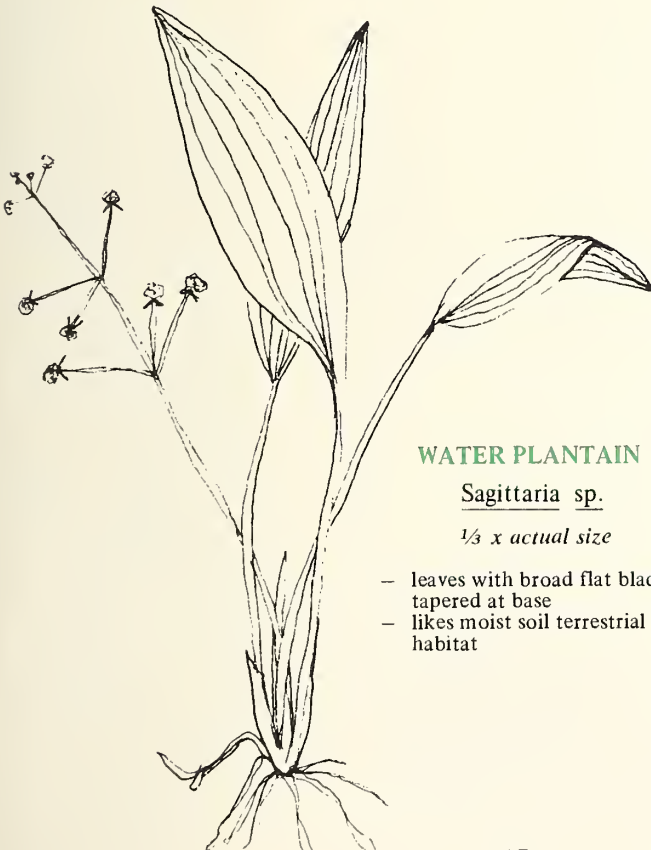 WATER PLANTAIN
Sagittaria sp.
⅓ x actual size
– leaves with broad flat
tapered at base
– likes moist soil terrestrial
habitat